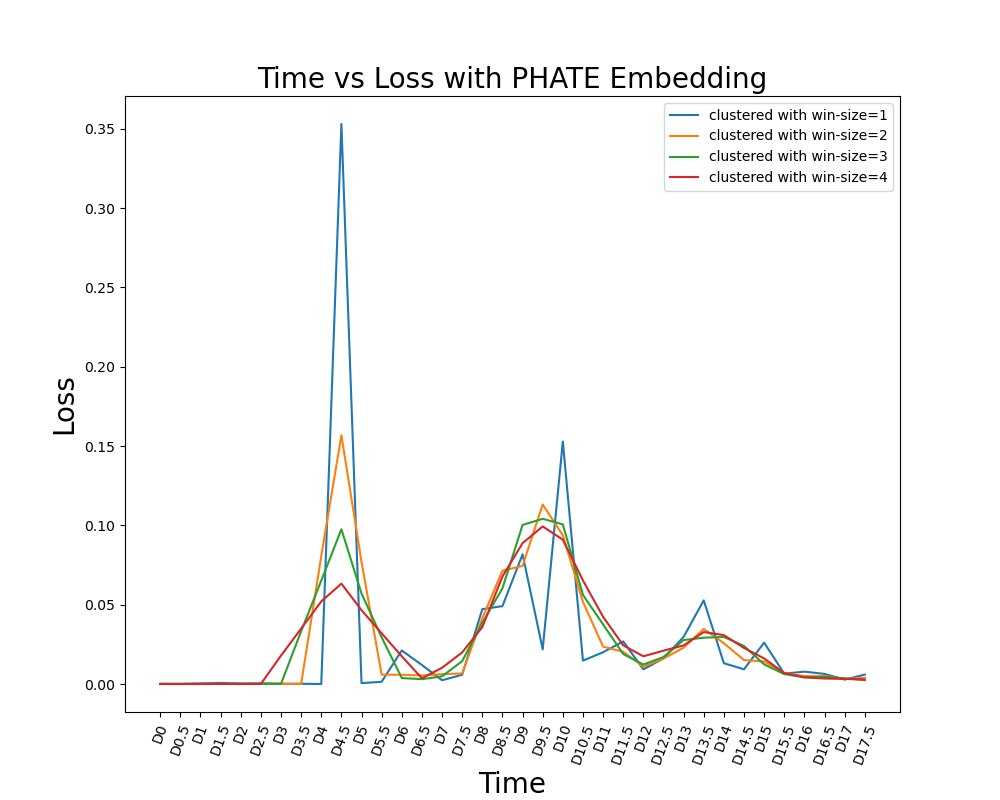 Time vs Loss with PHATE Embedding
clustered with win-size=1
clustered with win-size=2
clustered with win-size=3
clustered with win-size=4
0.35
0.30
0.25
0.20
0.15
0.10
0.05
0.00
Loss
D0
D0.5
D1
D1.5
D2
D2.5
D3
D3.5
D4
D4.5
D5
D5.5
D6
D6.5
D7
D7.5
D8
D8.5
D9
D9.5
D10
D10.5
D11
D11.5
D12
D12.5
D13
D13.5
D14
D14.5
D15
D15.5
D16
D16.5
D17
D17.5
Time